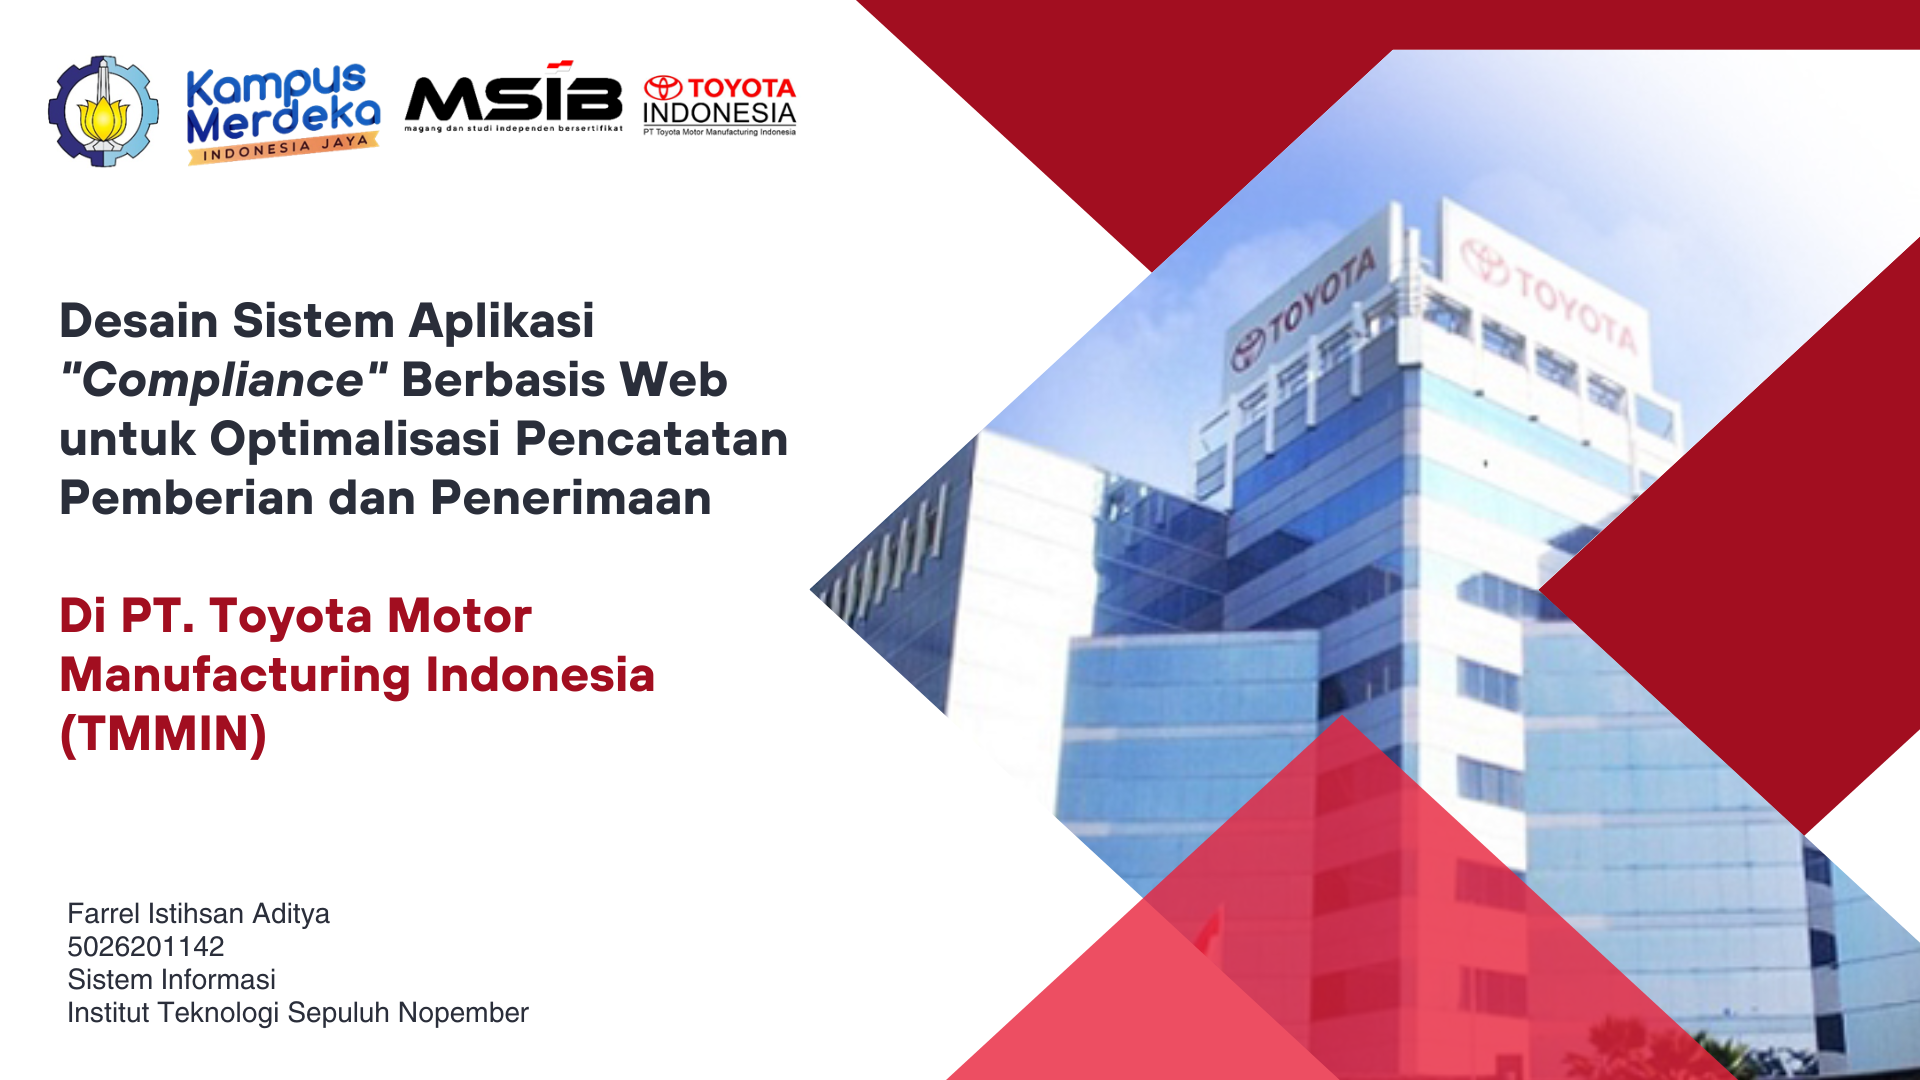 Kampus
Merdeka
INDONESIA JAYA
MSIB
magang dan studi independen bersertifikat
TOYOTA
INDONESIA
PT Toyota Motor Manufacturing Indonesia
TOYOTA
TOYOTA
Desain Sistem Aplikasi
"Compliance" Berbasis Web
untuk Optimalisasi Pencatatan
Pemberian dan Penerimaan
Di PT. Toyota Motor
Manufacturing Indonesia
(TMMIN)
Farrel Istihsan Aditya
5026201142
Sistem Informasi
Institut Teknologi Sepuluh Nopember